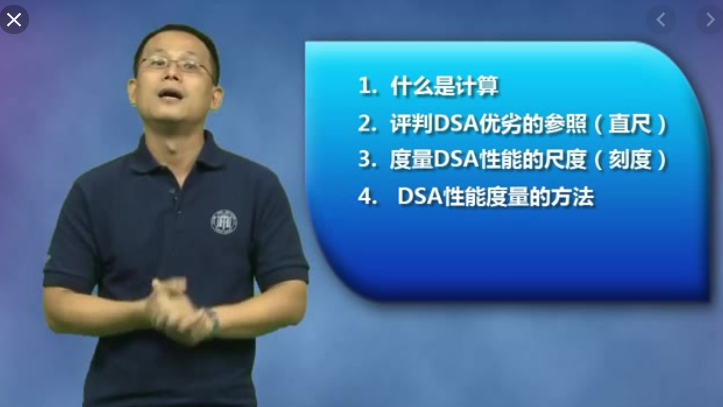 1. 什么是计算
2. 评判DSA优劣的参照（直尺）
3. 度量DSA性能的尺度（刻度）
4. DSA性能度量的方法